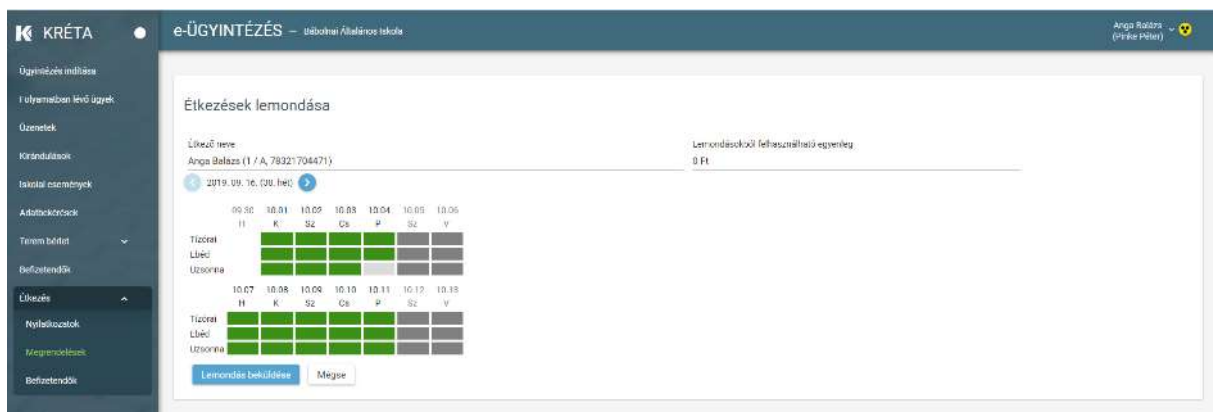 KRÉTA
e-ÜGYINTÉZÉS – Bábolnai Általános Iskola
Anga Balázs
(Pinke Péter)
Ügyintézés indítása
Folyamatban lévő ügyek
Üzenetek
Kirándulások
Iskolai események
Adatbekérések
Terem bérlet
Befizetendők
Étkezés
Nyilatkozatok
Megrendelések
Befizetendők
Étkezések lemondása
Étkező neve
Anga Balázs (1 / A, 78321704471)
Lemondásokból felhasználható egyenleg
0 Ft
2019. 09. 16. (38. hét)
09.30 10.01 10.02 10.03 10.04 10.05 10.06
H K Sz Cs P Sz V
Tízórai
Ebéd
Uzsonna
10.07 10.08 10.09 10.10 10.11 10.12 10.13
H K Sz Cs P Sz V
Tízórai
Ebéd
Uzsonna
Lemondás beküldése Mégse